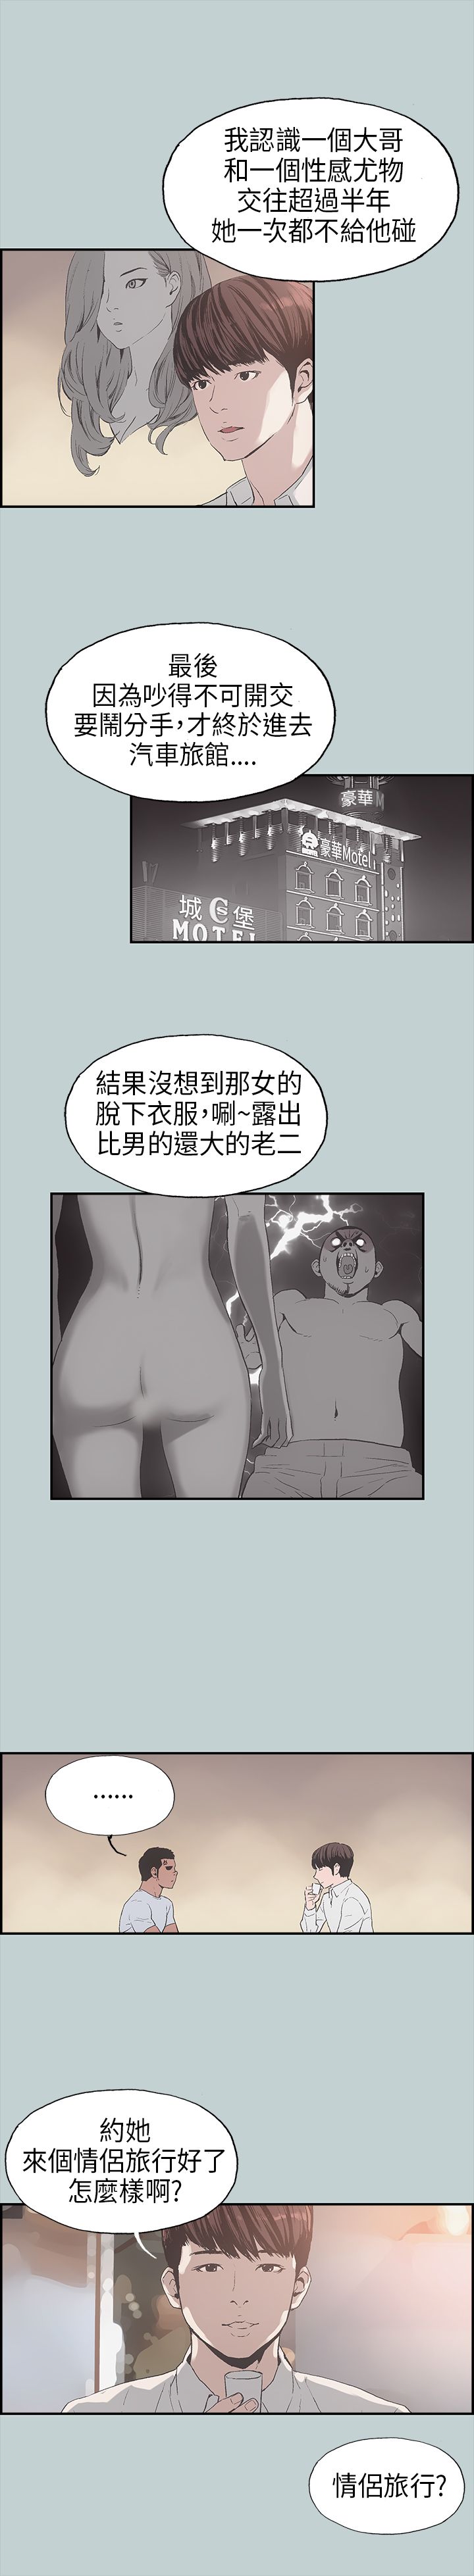 我認識一個大哥
和一個性感尤物
交往超過半年
她一次都不給他碰
最後
因為吵得不可開交
要鬧分手,才終於進去
汽車旅館....
豪華M
豪華Motel
城堡
MOTEL
結果沒想到那女的
脫下衣服,唰~露出
比男的還大的老二
······
約她
來個情侶旅行好了
怎麼樣啊?
情侶旅行?